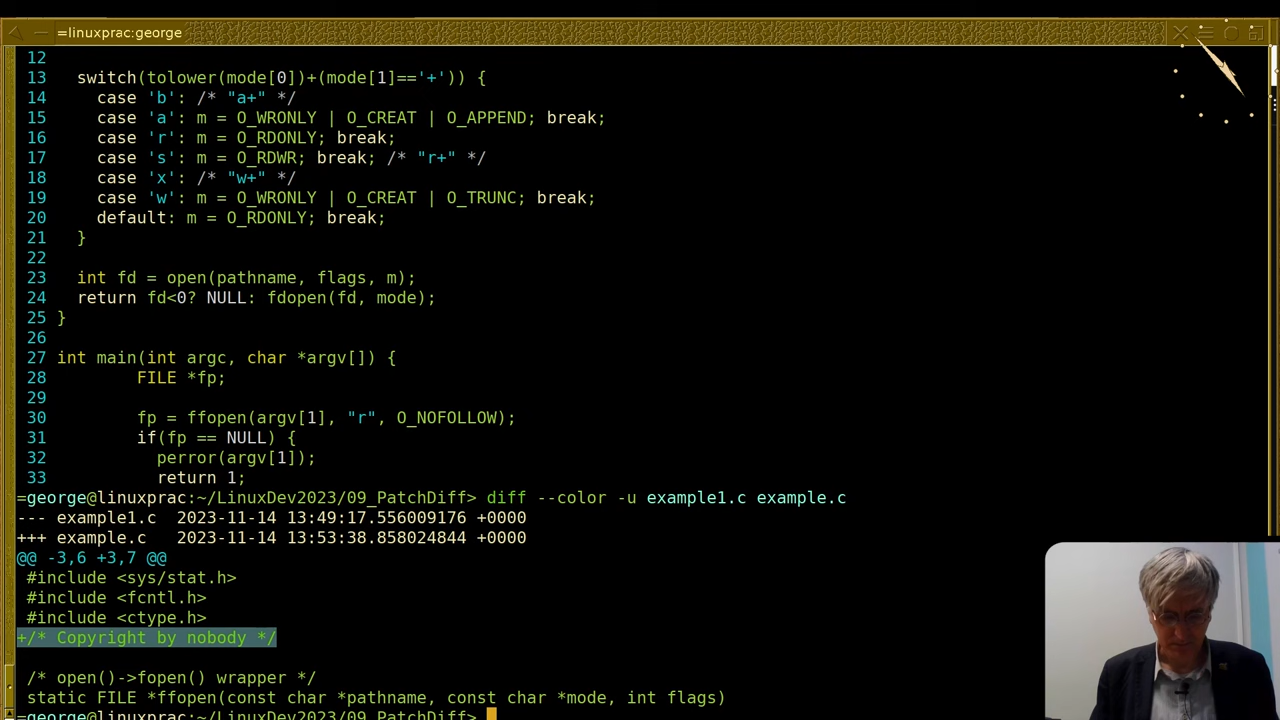 =linuxprac:george
12
13   switch(tolower(mode[0])+(mode[1]=='+')) {
14     case 'b': /* "a+" */
15     case 'a': m = O_WRONLY | O_CREAT | O_APPEND; break;
16     case 'r': m = O_RDONLY; break;
17     case 's': m = O_RDWR; break; /* "r+" */
18     case 'x': /* "w+" */
19     case 'w': m = O_WRONLY | O_CREAT | O_TRUNC; break;
20     default: m = O_RDONLY; break;
21   }
22
23   int fd = open(pathname, flags, m);
24   return fd<0? NULL: fdopen(fd, mode);
25 }
26
27 int main(int argc, char *argv[]) {
28         FILE *fp;
29
30         fp = ffopen(argv[1], "r", O_NOFOLLOW);
31         if(fp == NULL) {
32           perror(argv[1]);
33           return 1;
=george@linuxprac:~/LinuxDev2023/09_PatchDiff> diff --color -u example1.c example.c
--- example1.c  2023-11-14 13:49:17.556009176 +0000
+++ example.c   2023-11-14 13:53:38.858024844 +0000
@@ -3,6 +3,7 @@
 #include <sys/stat.h>
 #include <fcntl.h>
 #include <ctype.h>
+/* Copyright by nobody */
 /* open()->fopen() wrapper */
 static FILE *ffopen(const char *pathname, const char *mode, int flags)
=george@linuxprac:~/LinuxDev2023/09_PatchDiff>